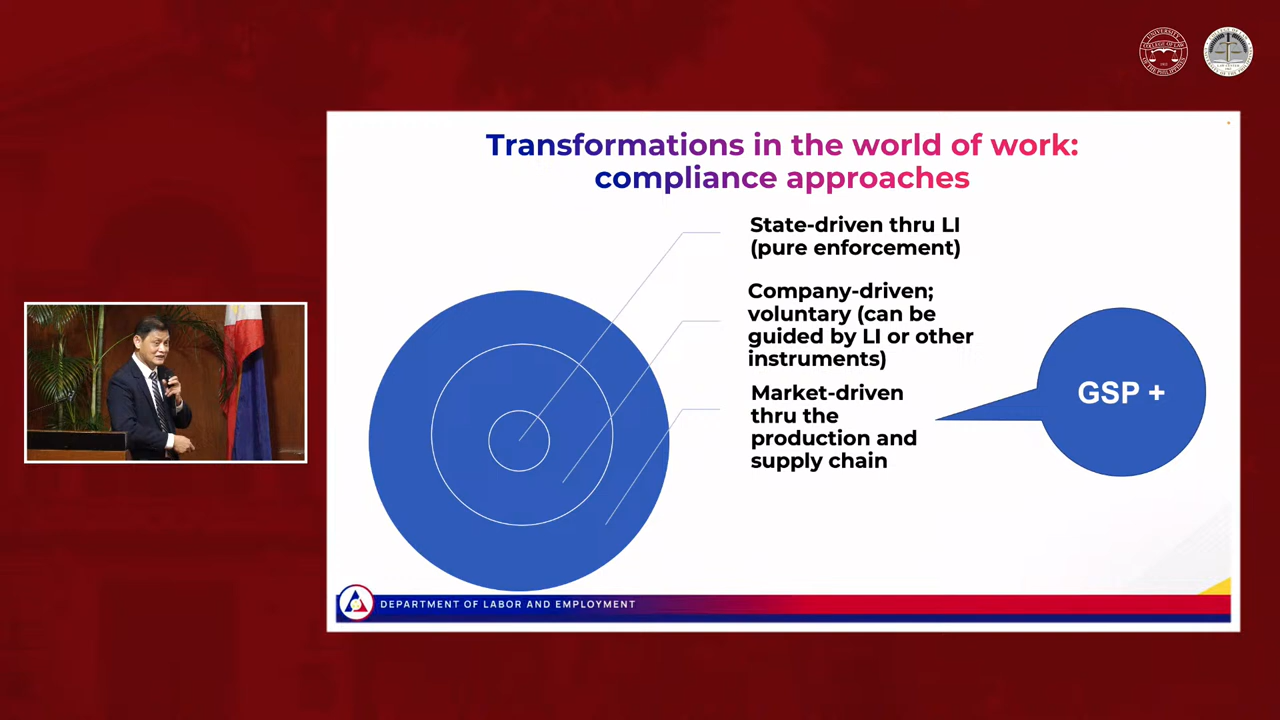 Transformations in the world of work:
compliance approaches
State-driven thru LI
(pure enforcement)
Company-driven;
voluntary (can be
guided by LI or other
instruments)
Market-driven
thru the
production and
supply chain
GSP +
DEPARTMENT OF LABOR AND EMPLOYMENT